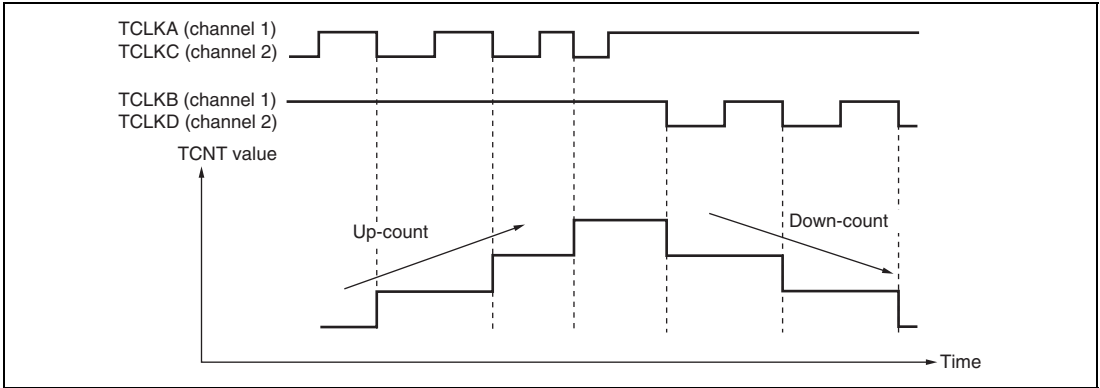 TCLKA (channel 1)
TCLKC (channel 2)
TCLKB (channel 1)
TCLKD (channel 2)
TCNT value
Up-count
Down-count
Time